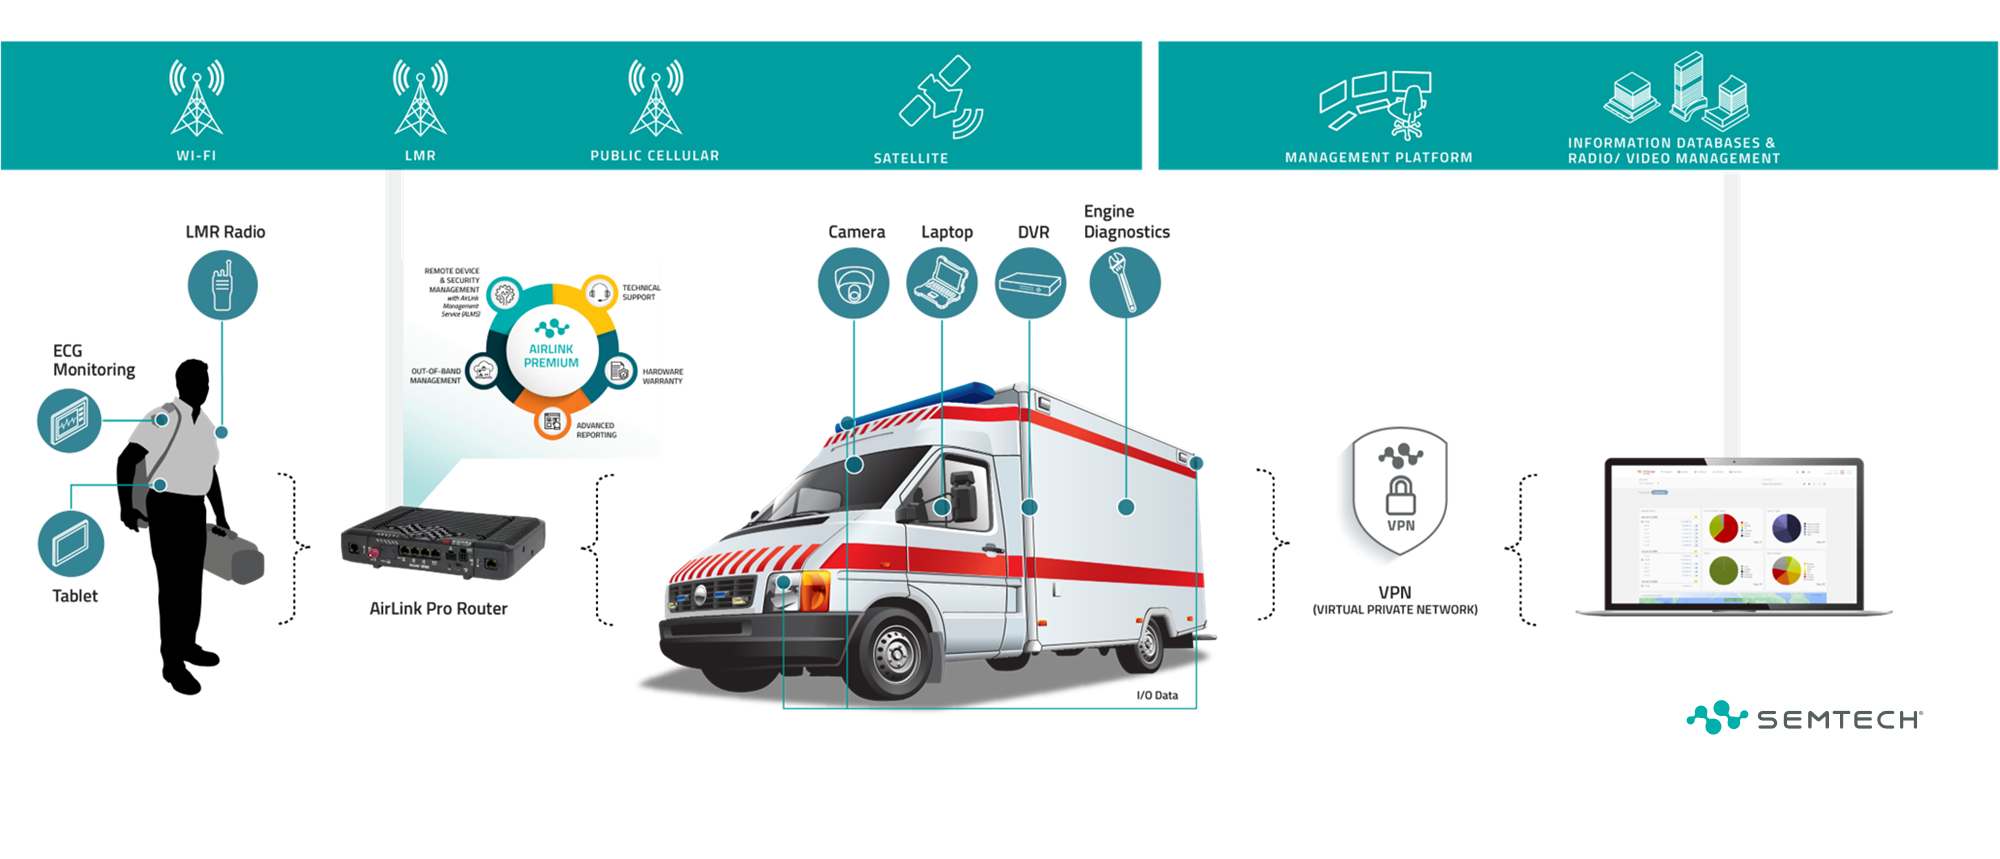 WI-FI
LMR
PUBLIC CELLULAR
SATELLITE
MANAGEMENT PLATFORM
INFORMATION DATABASES &
RADIO/ VIDEO MANAGEMENT
LMR Radio
ECG
Monitoring
Tablet
REMOTE DEVICE
& SECURITY
MANAGEMENT
with AirLink
Management
Service (ALMS)
TECHNICAL
SUPPORT
AIRLINK
PREMIUM
OUT-OF-BAND
MANAGEMENT
HARDWARE
WARRANTY
ADVANCED
REPORTING
AirLink Pro Router
Camera
Laptop
DVR
Engine
Diagnostics
I/O Data
VPN
VPN
(VIRTUAL PRIVATE NETWORK)
SEMTECH®